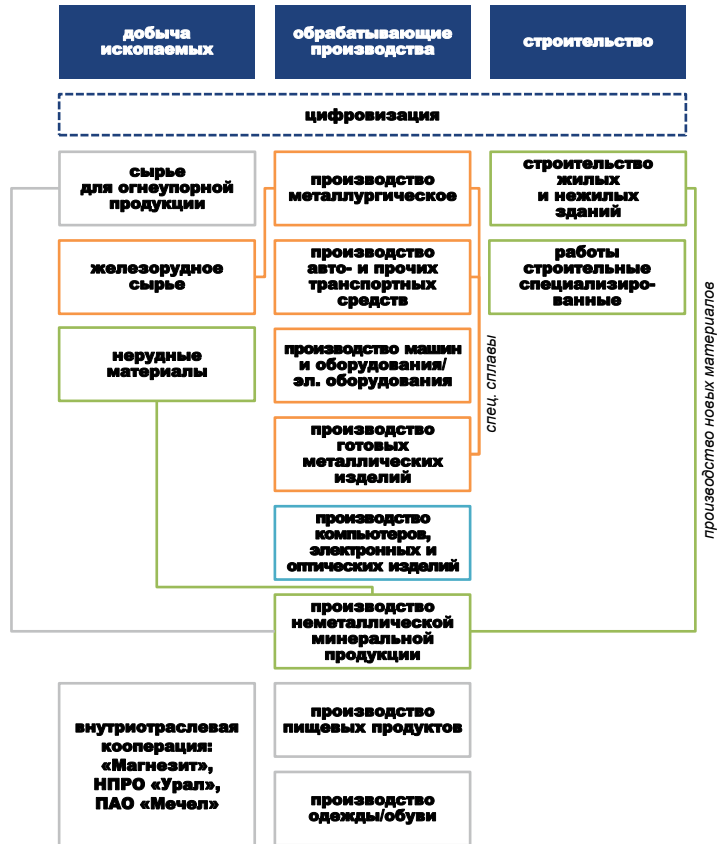 добыча
ископаемых
обрабатывающие
производства
строительство
цифровизация
сырье
для огнеупорной
продукции
производство
металлургическое
строительство
жилых
и нежилых
зданий
железорудное
сырье
производство
авто- и прочих
транспортных
средств
работы
строительные
специализиро-
ванные
нерудные
материалы
производство машин
и оборудования/
эл. оборудования
спец. сплавы
производство новых материалов
производство
готовых
металлических
изделий
производство
компьютеров,
электронных и
оптических изделий
производство
неметаллической
минеральной
продукции
внутриотраслевая
кооперация:
«Магнезит»,
НПРО «Урал»,
ПАО «Мечел»
производство
пищевых продуктов
производство
одежды/обуви